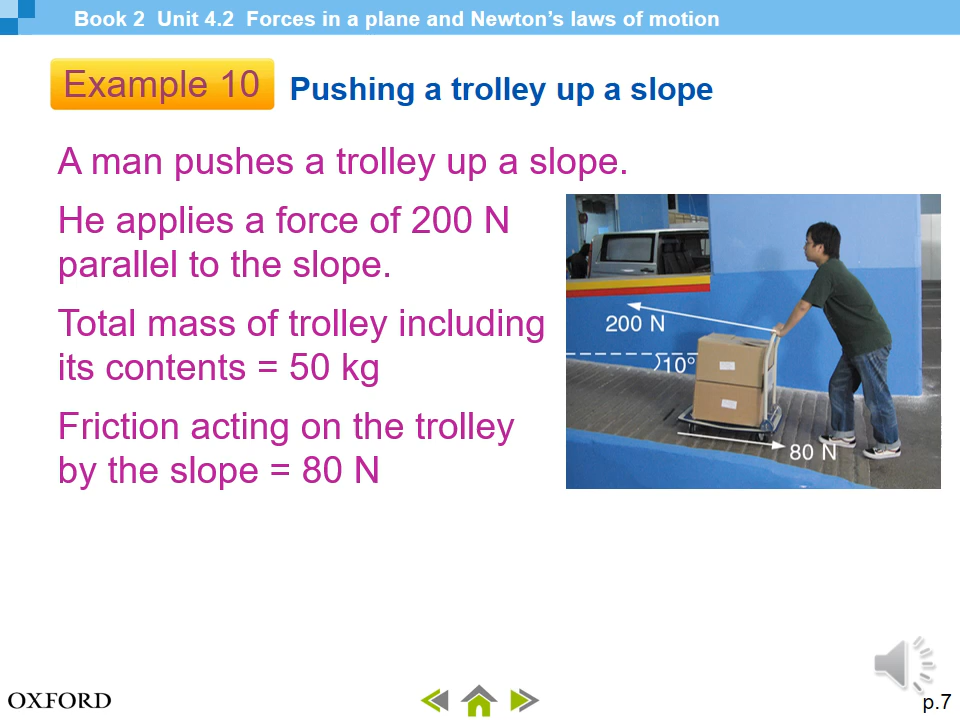 Book 2 Unit 4.2 Forces in a plane and Newton's laws of motion
Example 10
Pushing a trolley up a slope
A man pushes a trolley up a slope.
He applies a force of 200 N
parallel to the slope.
Total mass of trolley including
its contents = 50 kg
Friction acting on the trolley
by the slope = 80 N
200 N
10°
80 N
OXFORD
p.7